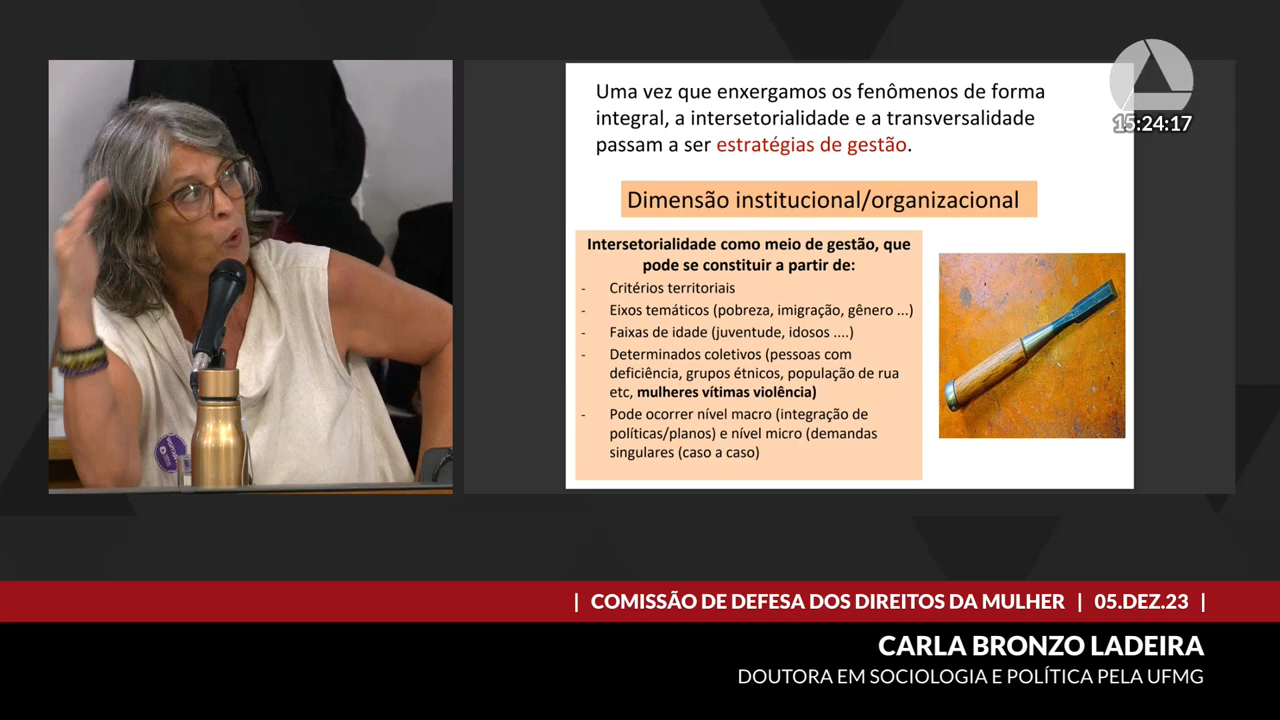 Uma vez que enxergamos os fenômenos de forma
integral, a intersetorialidade e a transversalidade
passam a ser estratégias de gestão.
15:24:17
Dimensão institucional/organizacional
Intersetorialidade como meio de gestão, que
pode se constituir a partir de:
- Critérios territoriais
- Eixos temáticos (pobreza, imigração, gênero ...)
- Faixas de idade (juventude, idosos ....)
- Determinados coletivos (pessoas com
deficiência, grupos étnicos, população de rua
etc, mulheres vítimas violência)
- Pode ocorrer nível macro (integração de
políticas/planos) e nível micro (demandas
singulares (caso a caso)
| COMISSÃO DE DEFESA DOS DIREITOS DA MULHER | 05.DEZ.23 |
CARLA BRONZO LADEIRA
DOUTORA EM SOCIOLOGIA E POLÍTICA PELA UFMG